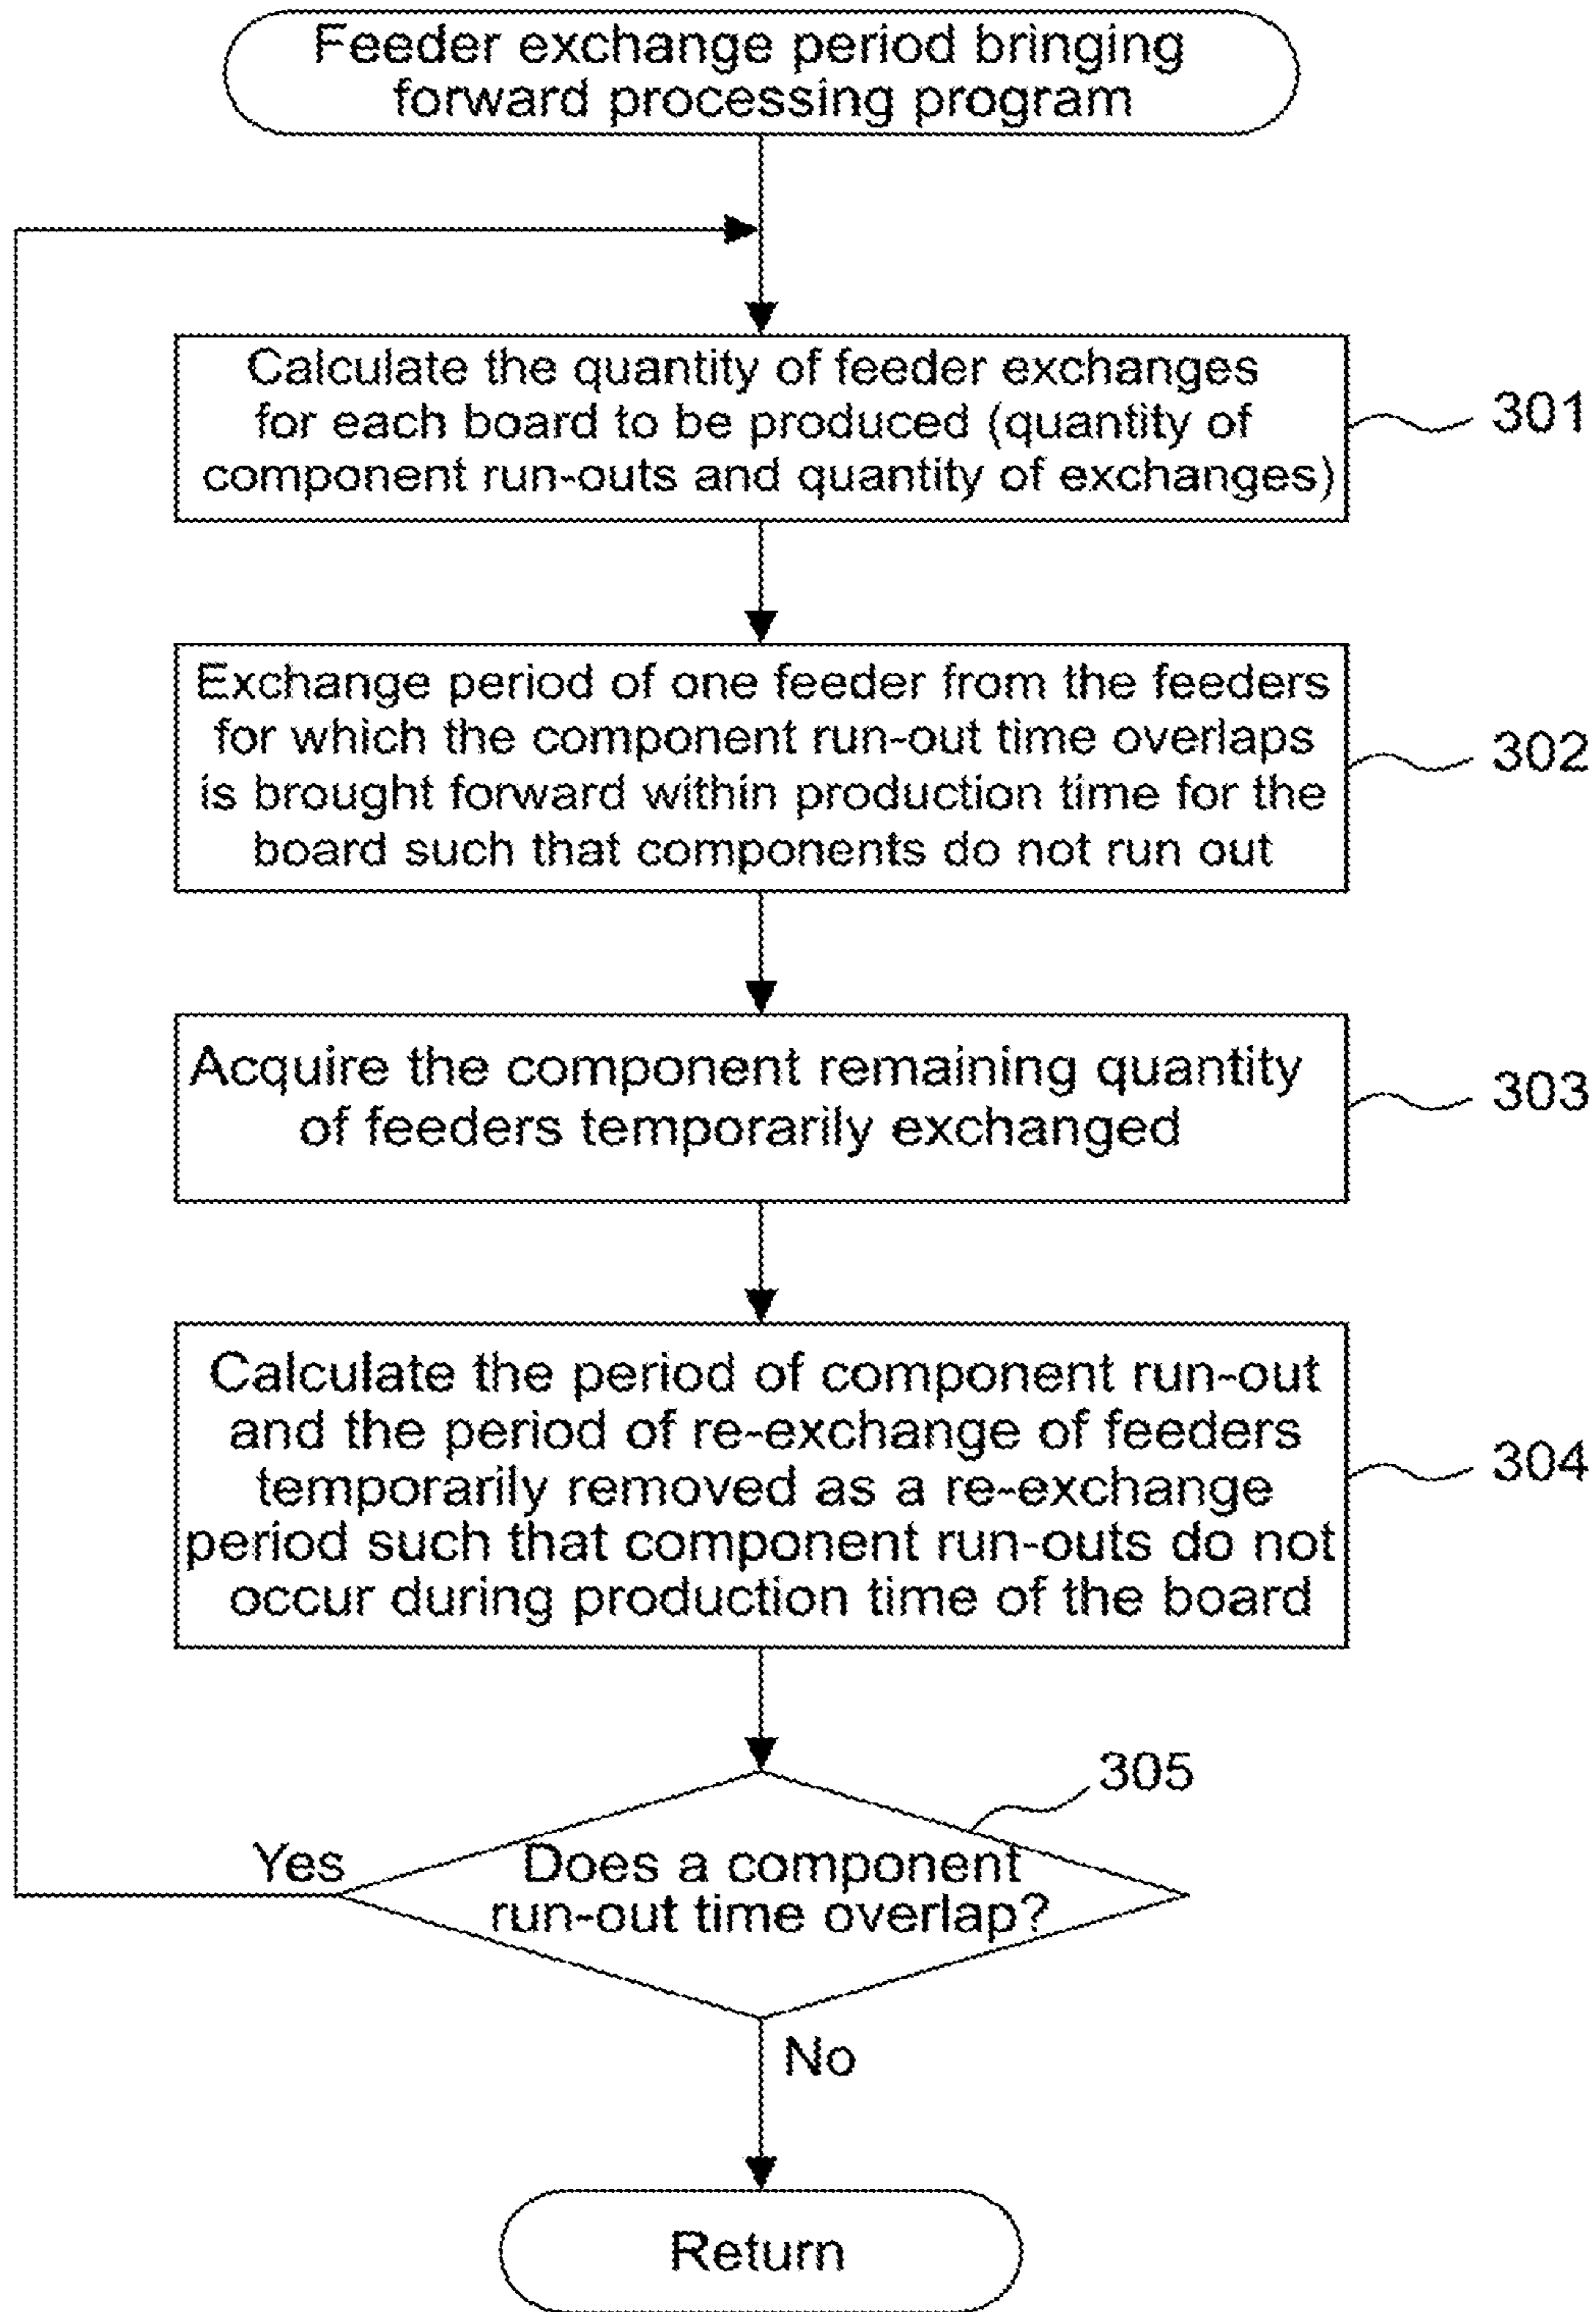 Feeder exchange period bringing
forward processing program
Calculate the quantity of feeder exchanges
for each board to be produced (quantity of
component run-outs and quantity of exchanges)
301
Exchange period of one feeder from the feeders
for which the component run-out time overlaps
is brought forward within production time for the
board such that components do not run out
302
Acquire the component remaining quantity
of feeders temporarily exchanged
303
Calculate the period of component run-out
and the period of re-exchange of feeders
temporarily removed as a re-exchange
period such that component run-outs do not
occur during production time of the board
304
305
Yes
Does a component
run-out time overlap?
No
Return